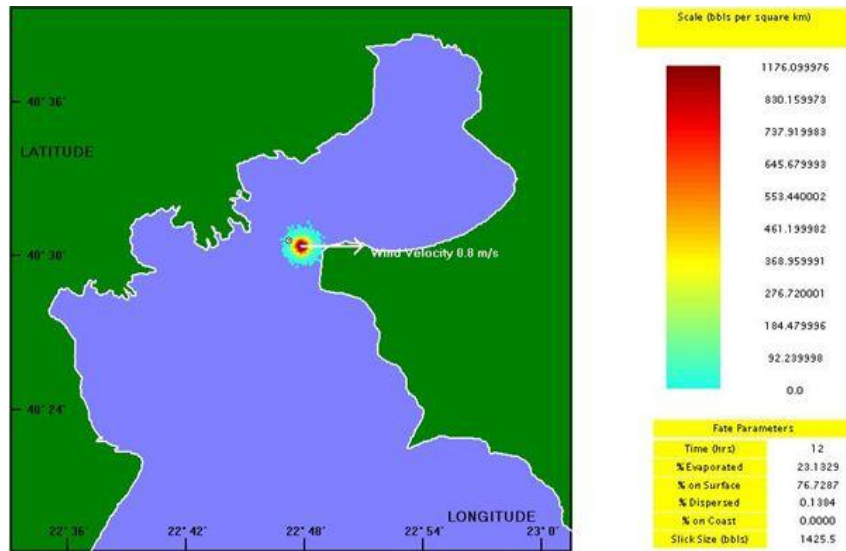 Scale (bbls per square km)
1176.099976
830.159973
737.919983
645.679993
553.440002
461.199982
368.959991
276.720001
184.479996
92.239998
0.0
40°36'
LATITUDE
40°30'
Wind Velocity 0.8 m/s
40°24'
LONGITUDE
22°36' 22°42' 22°48' 22°54' 23°0'
Fate Parameters
Time (hrs) 12
% Evaporated 23.1329
% on Surface 76.7287
% Dispersed 0.1384
% on Coast 0.0000
Slick Size (bbls) 1425.5